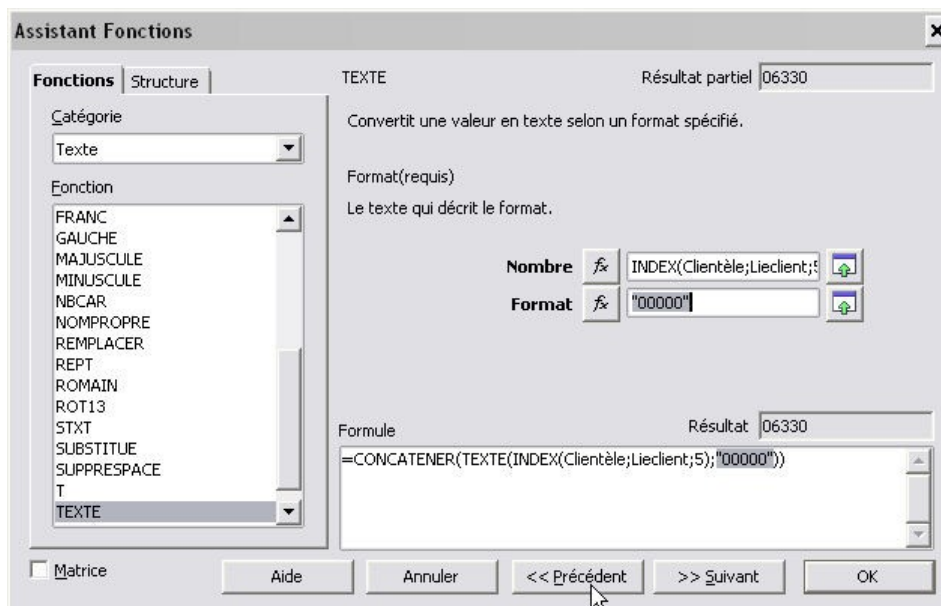 Assistant Fonctions
Fonctions Structure
Catégorie
Texte
Fonction
FRANC
GAUCHE
MAJUSCULE
MINUSCULE
NBCAR
NOMPROPRE
REMPLACER
REPT
ROMAIN
ROT13
STXT
SUBSTITUE
SUPPRESPACE
T
TEXTE
Matrice
TEXTE
Résultat partiel 06330
Convertit une valeur en texte selon un format spécifié.
Format(requis)
Le texte qui décrit le format.
Nombre fx INDEX(Clientèle;Lieclient;5
Format fx "00000"
Formule
Résultat 06330
=CONCATENER(TEXTE(INDEX(Clientèle;Lieclient;5);"00000"))
Aide
Annuler
<< Précédent
>> Suivant
OK